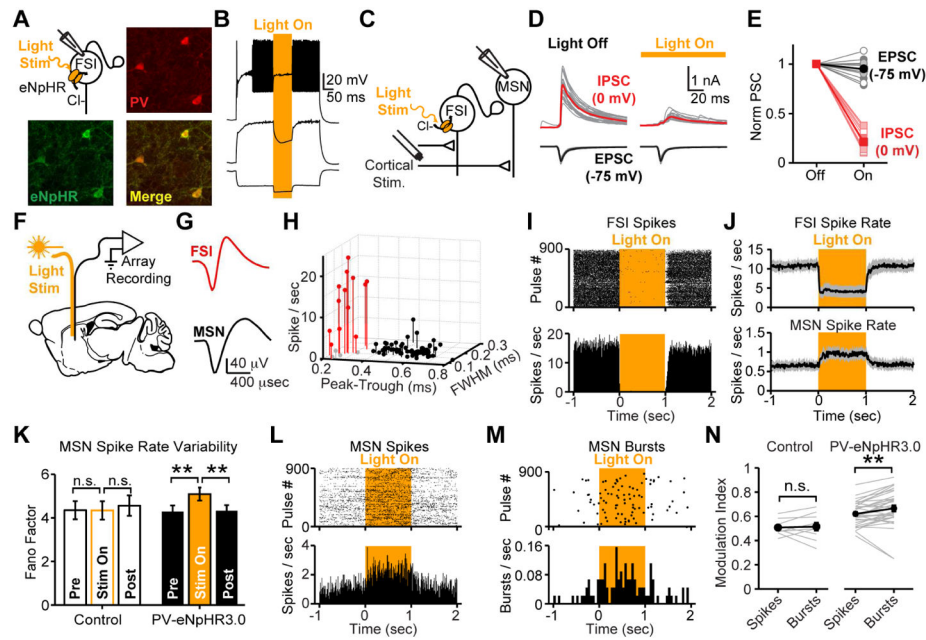 A
Light
Stim
FSI
eNpHR
Cl-
PV
eNpHR
Merge
B
Light On
20 mV
50 ms
C
Light
Stim
Cl-
FSI
MSN
Cortical
Stim.
D
Light Off
Light On
IPSC
(0 mV)
1 nA
20 ms
EPSC
(-75 mV)
E
Norm PSC
1
0.5
0
Off
On
EPSC
(-75 mV)
IPSC
(0 mV)
F
Light
Stim
Array
Recording
G
FSI
MSN
40 µV
400 µsec
H
Spike / sec
20
10
0
0.2
0.4
0.6
0.8
Peak-Trough (ms)
0.1
0.2
0.3
FWHM (ms)
I
FSI Spikes
Light On
Pulse #
900
0
Spikes / sec
20
10
0
-1
0
1
2
Time (sec)
J
FSI Spike Rate
Light On
Spikes / sec
15
10
5
0
MSN Spike Rate
1.5
1
0.5
0
-1
0
1
2
Time (sec)
K
MSN Spike Rate Variability
Fano Factor
6
4
2
0
n.s.
n.s.
**
**
Pre
Stim On
Post
Pre
Stim On
Post
Control
PV-eNpHR3.0
L
MSN Spikes
Light On
Pulse #
900
0
Spikes / sec
4
2
0
-1
0
1
2
Time (sec)
M
MSN Bursts
Light On
Pulse #
900
0
Bursts / sec
0.16
0.08
0
-1
0
1
2
Time (sec)
N
Control
PV-eNpHR3.0
n.s.
**
Modulation Index
1
0.8
0.6
0.4
0.2
0
Spikes
Bursts
Spikes
Bursts